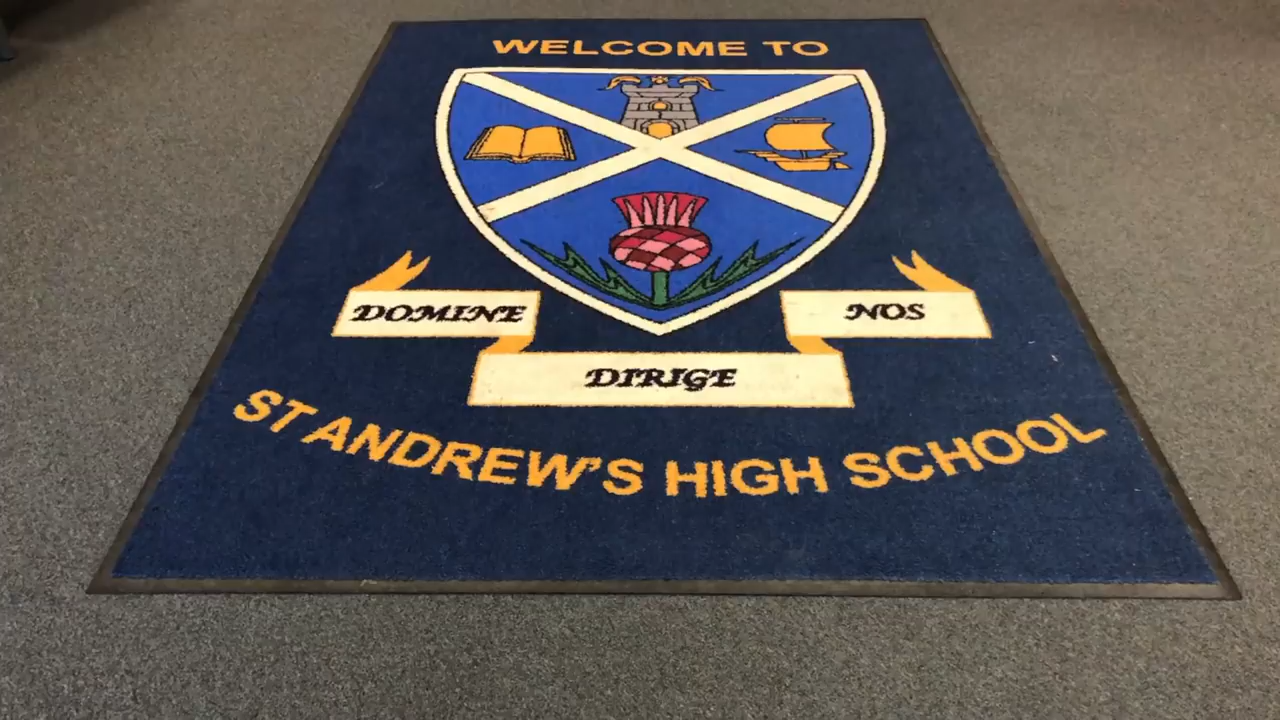 WELCOME TO
DOMINE
DIRIGE
NOS
ST ANDREW'S HIGH SCHOOL